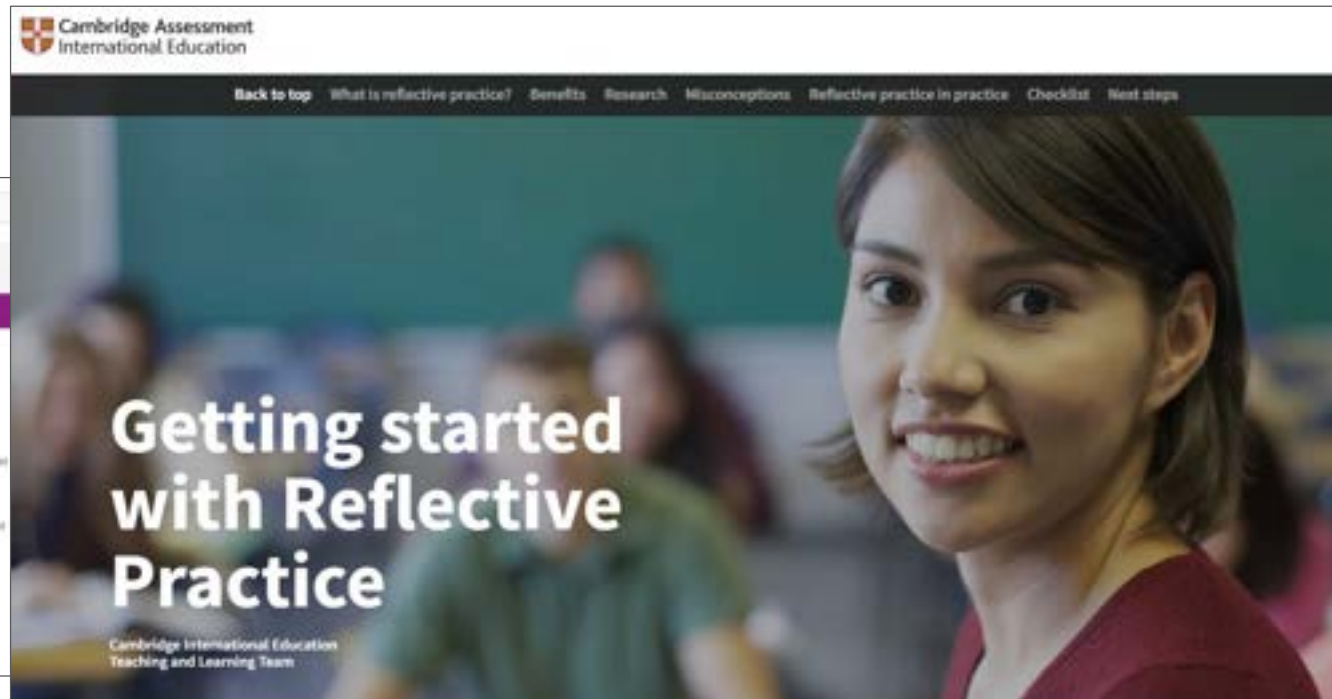 Cambridge Assessment
International Education
Back to top What is reflective practice? Benefits Research Misconceptions Reflective practice in practice Checklist Next steps
Getting started
with Reflective
Practice
Cambridge International Education
Teaching and Learning Team